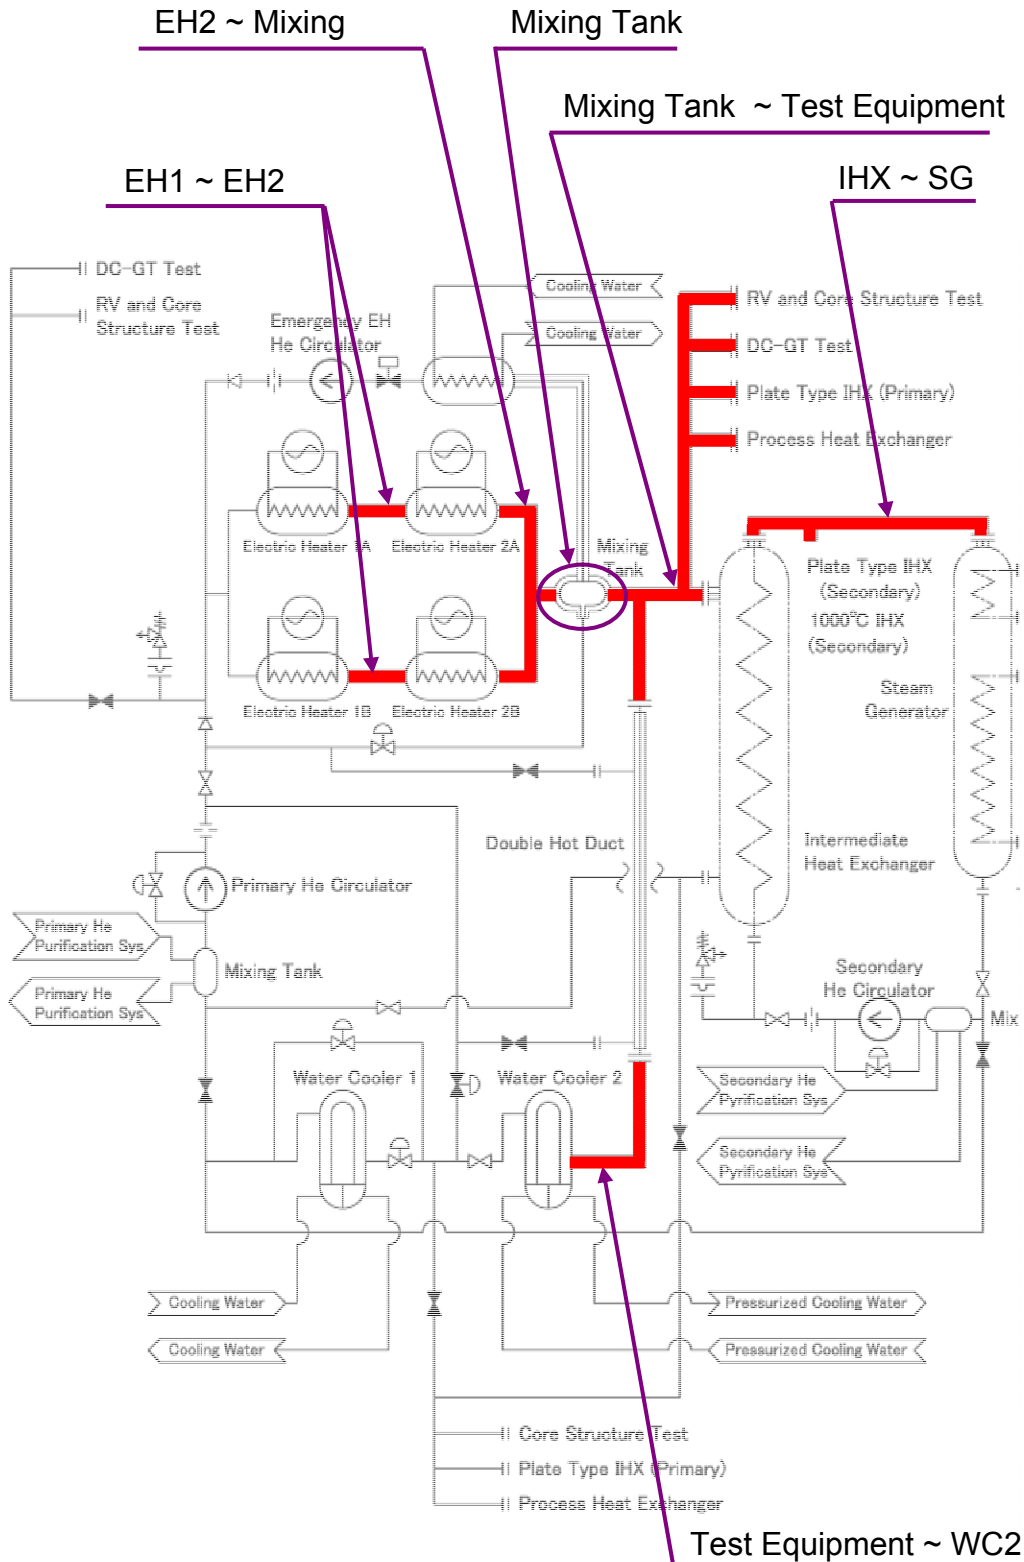 EH2 ~ Mixing
Mixing Tank
Mixing Tank ~ Test Equipment
EH1 ~ EH2
IHX ~ SG
DC-GT Test
RV and Core
Structure Test
Emergency EH
He Circulator
Cooling Water
Cooling Water
RV and Core Structure Test
DC-GT Test
Plate Type IHX (Primary)
Process Heat Exchanger
Electric Heater 1A
Electric Heater 2A
Mixing
Tank
Plate Type IHX
(Secondary)
1000°C IHX
(Secondary)
Steam
Generator
Electric Heater 1B
Electric Heater 2B
Double Hot Duct
Intermediate
Heat Exchanger
Primary He Circulator
Primary He
Purification Sys
Mixing Tank
Primary He
Purification Sys
Secondary
He Circulator
Mix
Water Cooler 1
Water Cooler 2
Secondary He
Pyrification Sys
Secondary He
Pyrification Sys
Cooling Water
Pressurized Cooling Water
Cooling Water
Pressurized Cooling Water
Core Structure Test
Plate Type IHX (Primary)
Process Heat Exchanger
Test Equipment ~ WC2